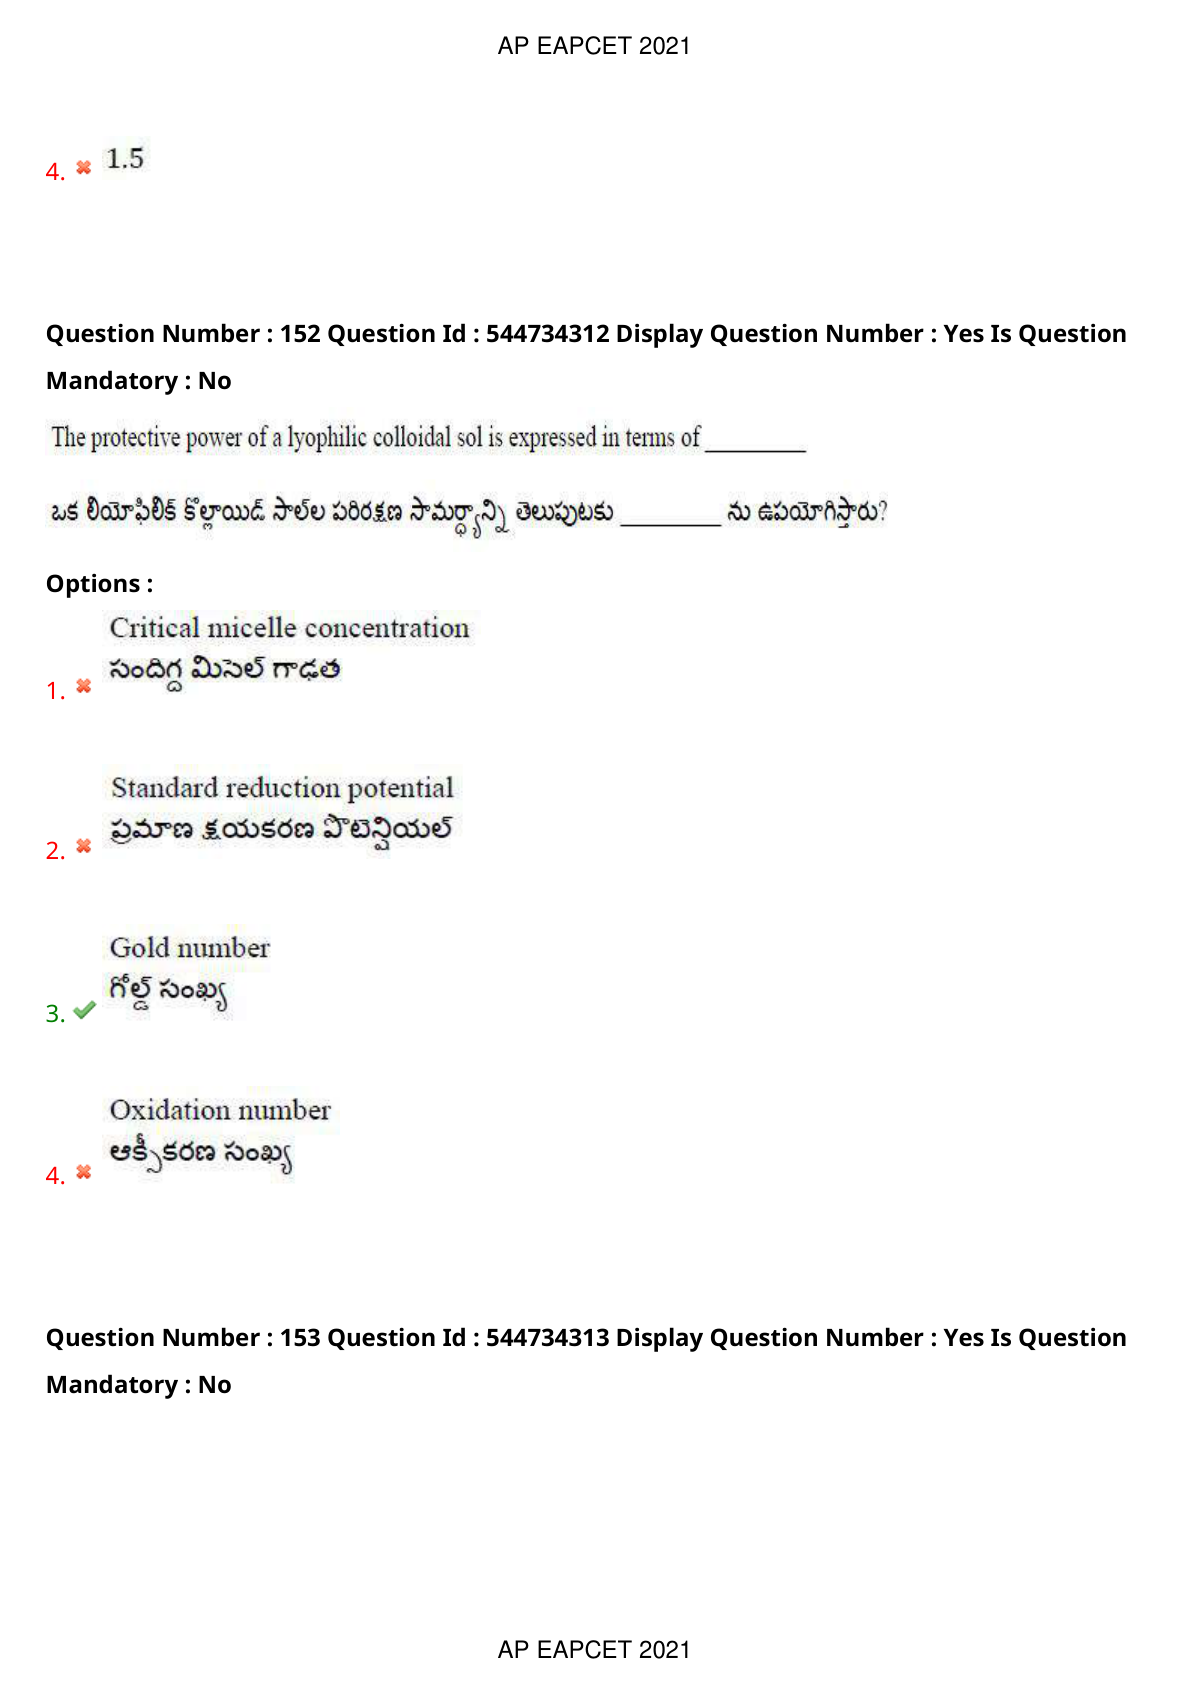 AP EAPCET 2021
4. 1.5
Question Number : 152 Question Id : 544734312 Display Question Number : Yes Is Question
Mandatory : No
The protective power of a lyophilic colloidal sol is expressed in terms of ________
ఒక లియోఫిలిక్ కొల్లాయిడ్ సాల్‌ల పరిరక్షణ సామర్థ్యాన్ని తెలుపుటకు ________ ను ఉపయోగిస్తారు?
Options :
Critical micelle concentration
సందిగ్ద మిసెల్ గాఢత
1.
Standard reduction potential
ప్రమాణ క్షయకరణ పొటెన్షియల్
2.
Gold number
గోల్డ్ సంఖ్య
3.
Oxidation number
ఆక్సీకరణ సంఖ్య
4.
Question Number : 153 Question Id : 544734313 Display Question Number : Yes Is Question
Mandatory : No
AP EAPCET 2021